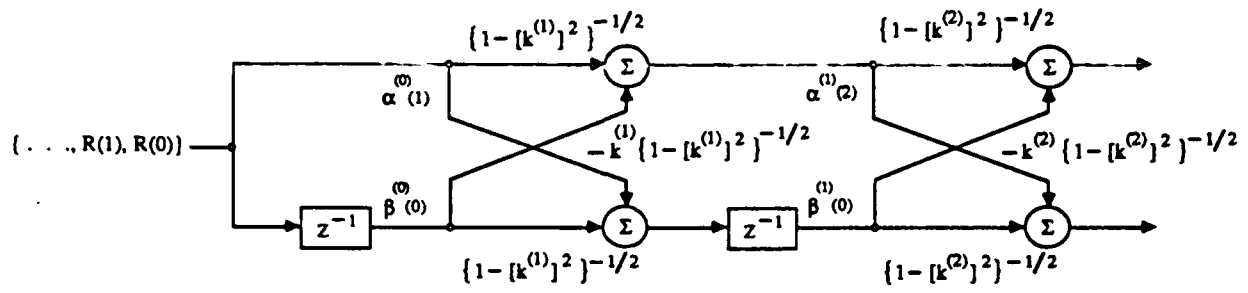 {1-[k^(1)]^2}^-1/2
{1-[k^(2)]^2}^-1/2
Σ
Σ
α^(0)(1)
α^(1)(2)
{ . . ., R(1), R(0)}
-k^(1){1-[k^(1)]^2}^-1/2
-k^(2){1-[k^(2)]^2}^-1/2
z^-1
β^(0)(0)
Σ
z^-1
β^(1)(0)
Σ
{1-[k^(1)]^2}^-1/2
{1-[k^(2)]^2}^-1/2